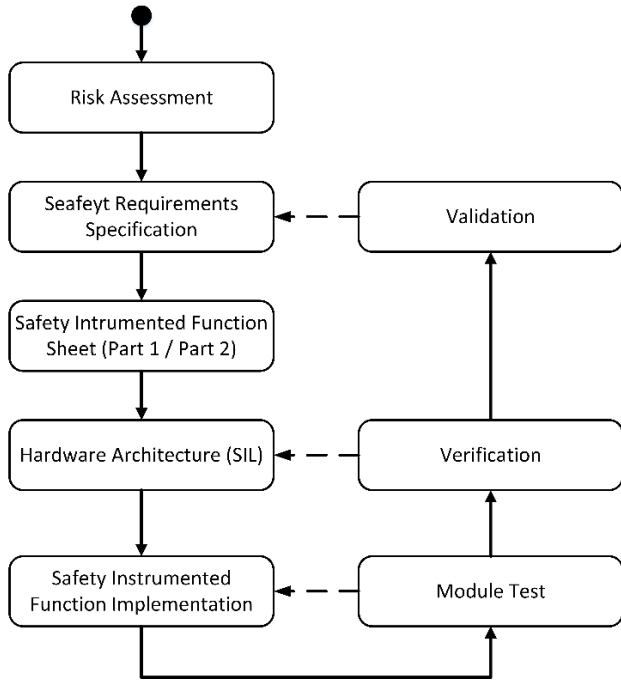 Risk Assessment
Seafeyt Requirements
Specification
Validation
Safety Intrumented Function
Sheet (Part 1 / Part 2)
Hardware Architecture (SIL)
Verification
Safety Instrumented
Function Implementation
Module Test